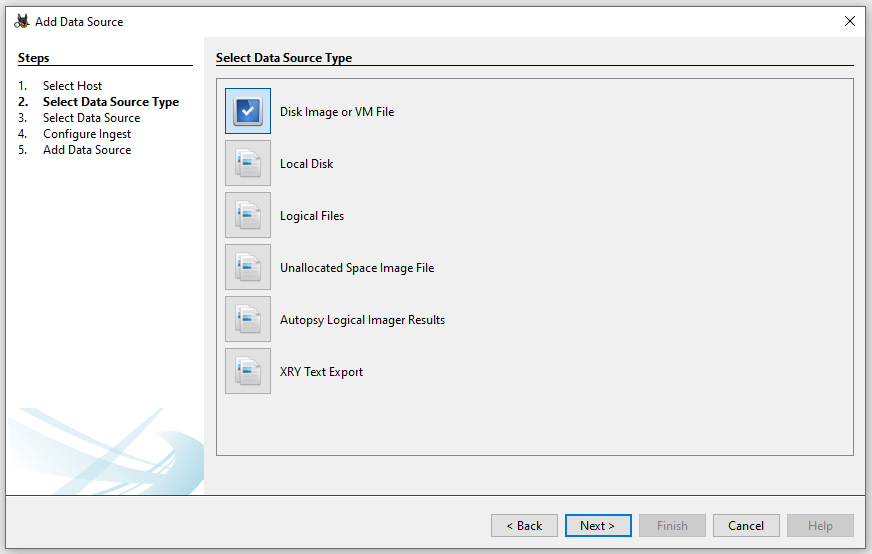 Add Data Source
Steps
1. Select Host
2. Select Data Source Type
3. Select Data Source
4. Configure Ingest
5. Add Data Source
Select Data Source Type
Disk Image or VM File
Local Disk
Logical Files
Unallocated Space Image File
Autopsy Logical Imager Results
XRY Text Export
< Back Next > Finish Cancel Help